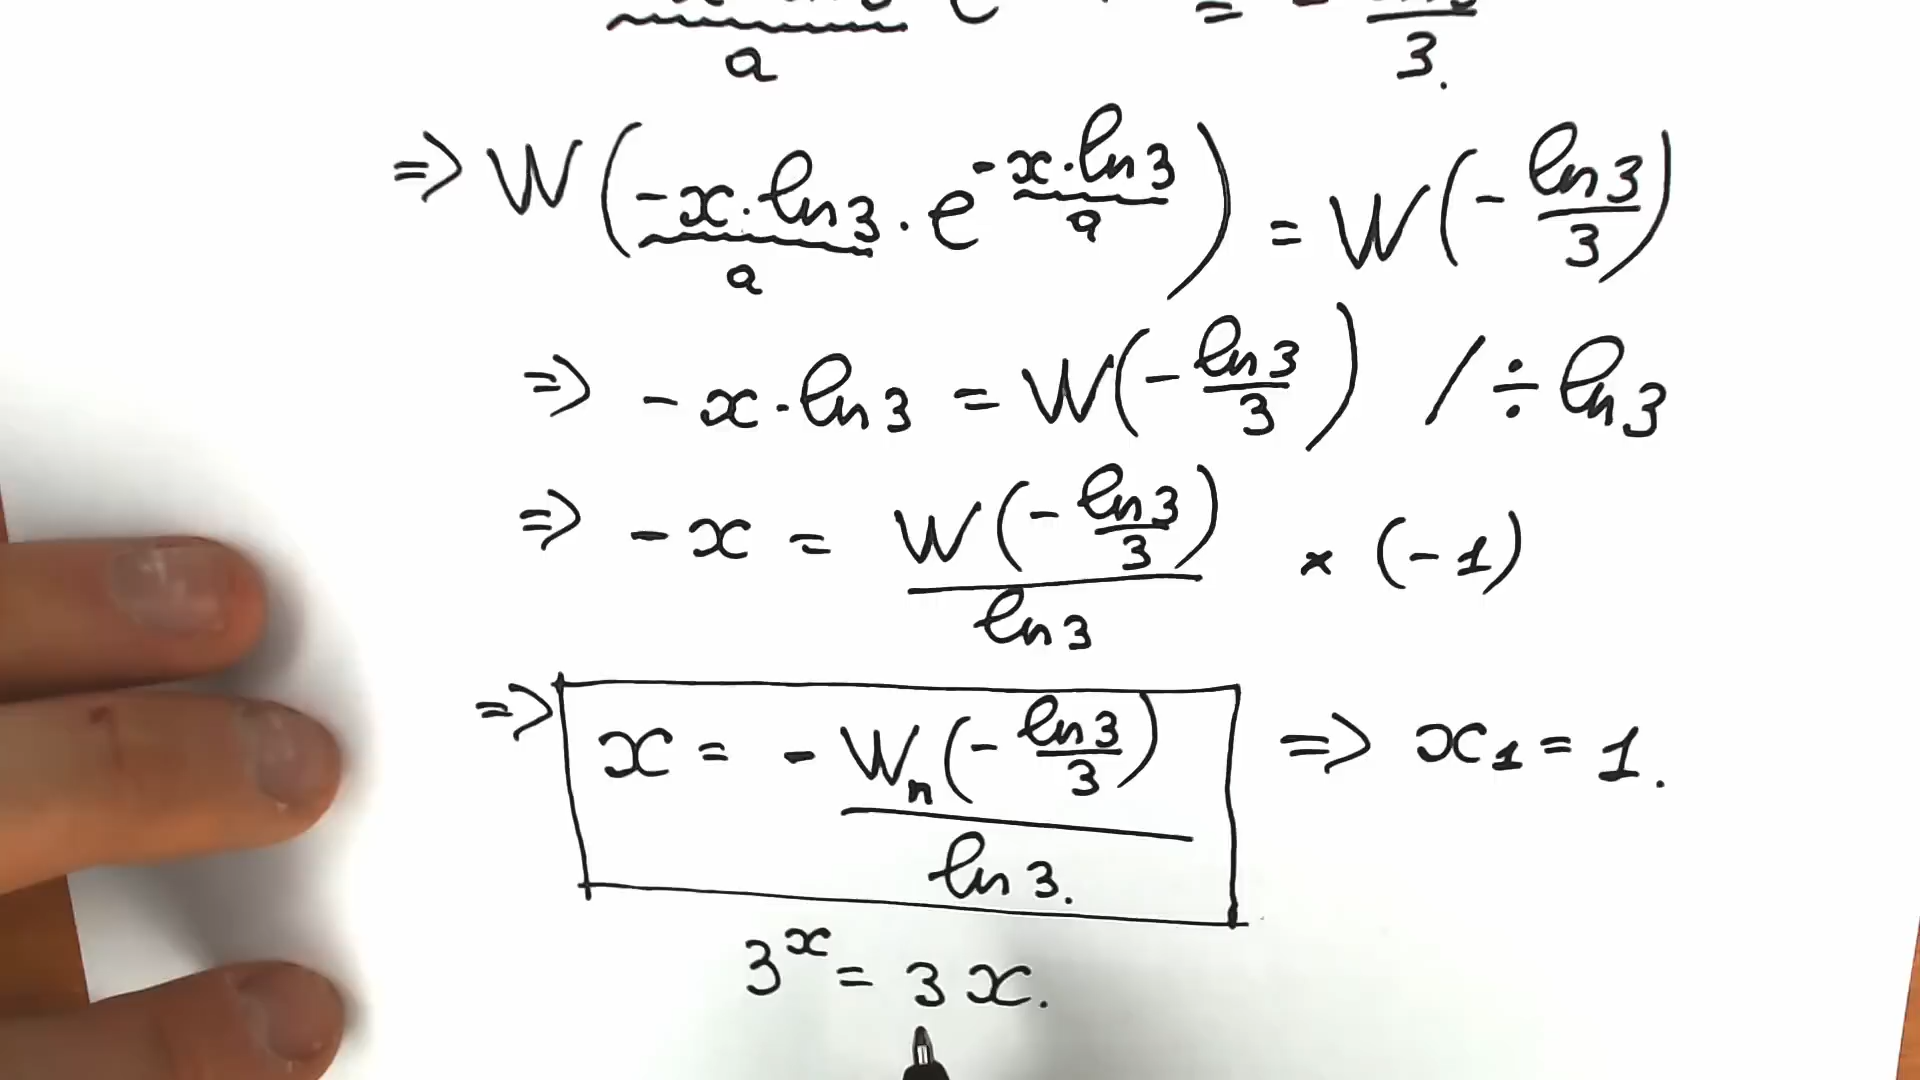 a 3.
=> W(-x·ln3·e^{-x·ln3}) = W(-ln3/3)
a a
=> -x·ln3 = W(-ln3/3) / ÷ ln3
=> -x = W(-ln3/3)/ln3 × (-1)
=> x = -Wₙ(-ln3/3)/ln3. => x₁ = 1.
3^x = 3x.